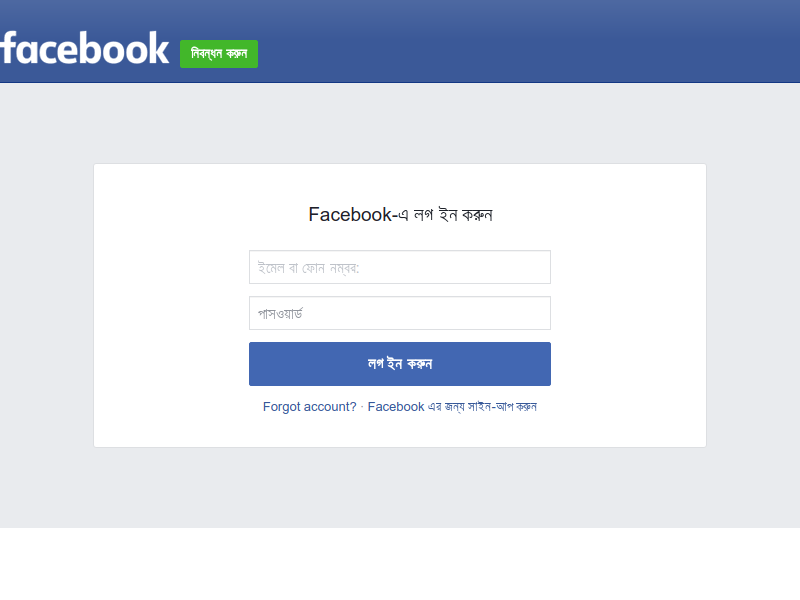 facebook নিবন্ধন করুন
Facebook-এ লগ ইন করুন
ইমেল বা ফোন নম্বর:
পাসওয়ার্ড
লগ ইন করুন
Forgot account? · Facebook এর জন্য সাইন-আপ করুন